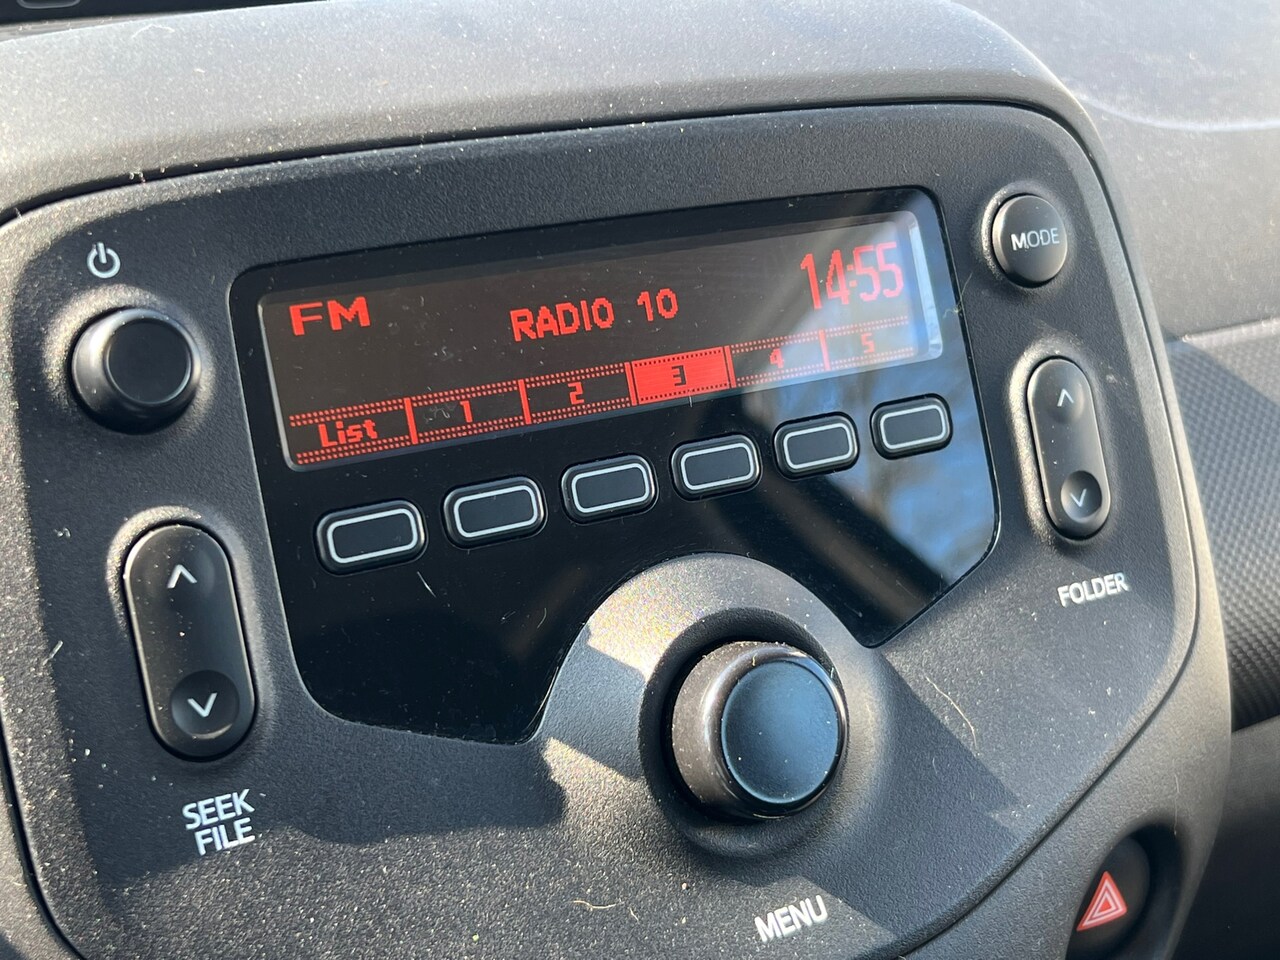 FM
RADIO 10
14:55
List 1 2 3 4 5
MODE
SEEK
FILE
FOLDER
MENU